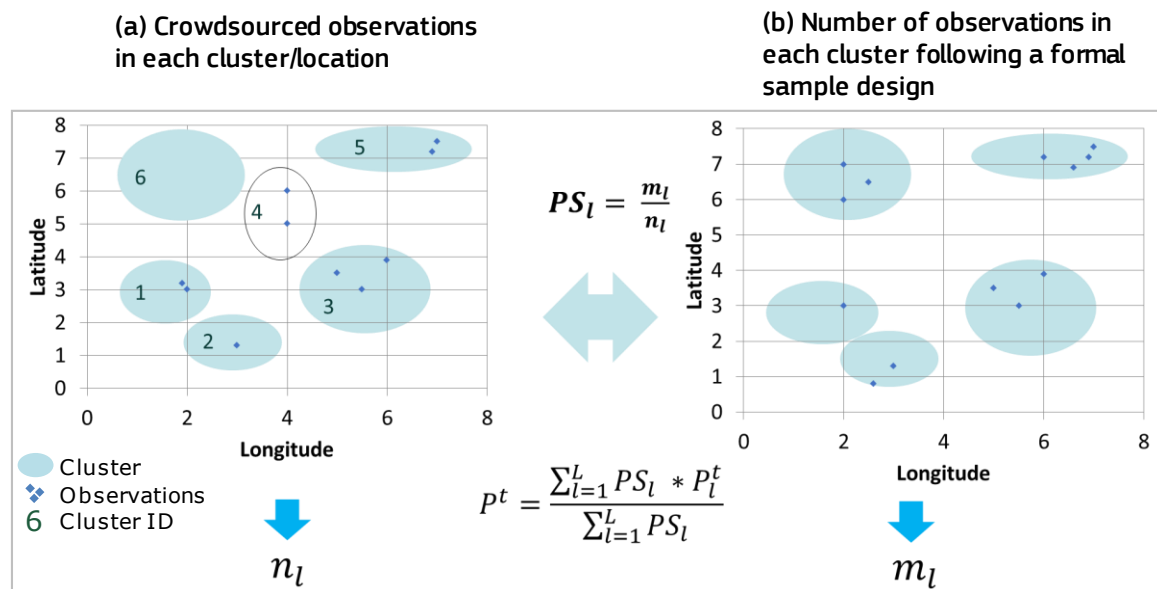 (a) Crowdsourced observations
in each cluster/location
(b) Number of observations in
each cluster following a formal
sample design
8
7
6
5
4
3
2
1
0
Latitude
0 2 4 6 8
Longitude
5
6
4
1
3
2
Cluster
Observations
6 Cluster ID
n_l
PS_l = m_l / n_l
P^t = \frac{\sum_{l=1}^{L} PS_l * P_l^t}{\sum_{l=1}^{L} PS_l}
8
7
6
5
4
3
2
1
0
Latitude
0 2 4 6 8
Longitude
m_l